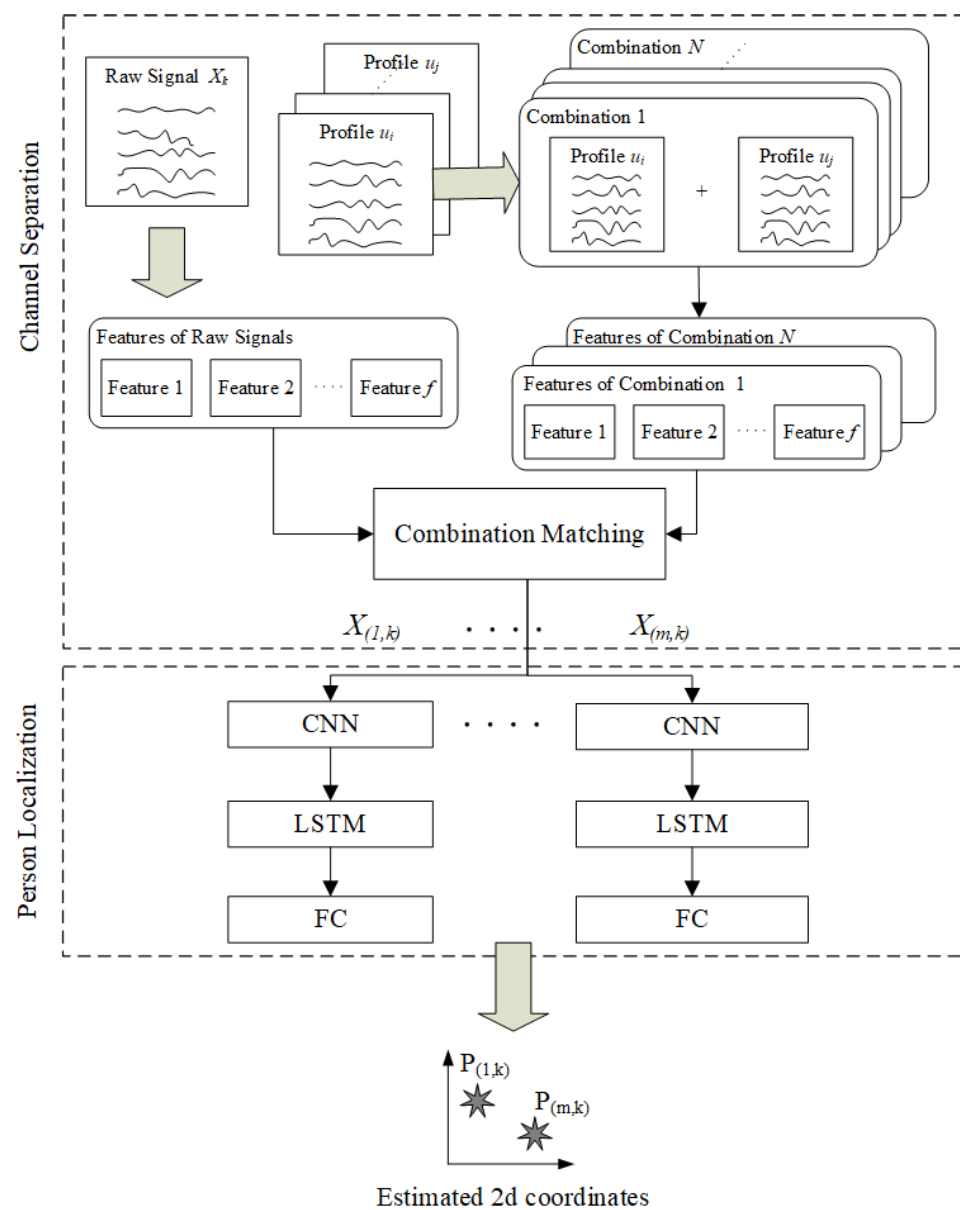 Channel Separation
Raw Signal X_k
Profile u_j
Profile u_i
Combination N
Combination 1
Profile u_i
+
Profile u_j
Features of Raw Signals
Feature 1
Feature 2
. . . .
Feature f
Features of Combination N
Features of Combination 1
Feature 1
Feature 2
. . . .
Feature f
Combination Matching
X_(1,k)
. . . .
X_(m,k)
Person Localization
CNN
. . . .
CNN
LSTM
LSTM
FC
FC
P_(1,k)
P_(m,k)
Estimated 2d coordinates